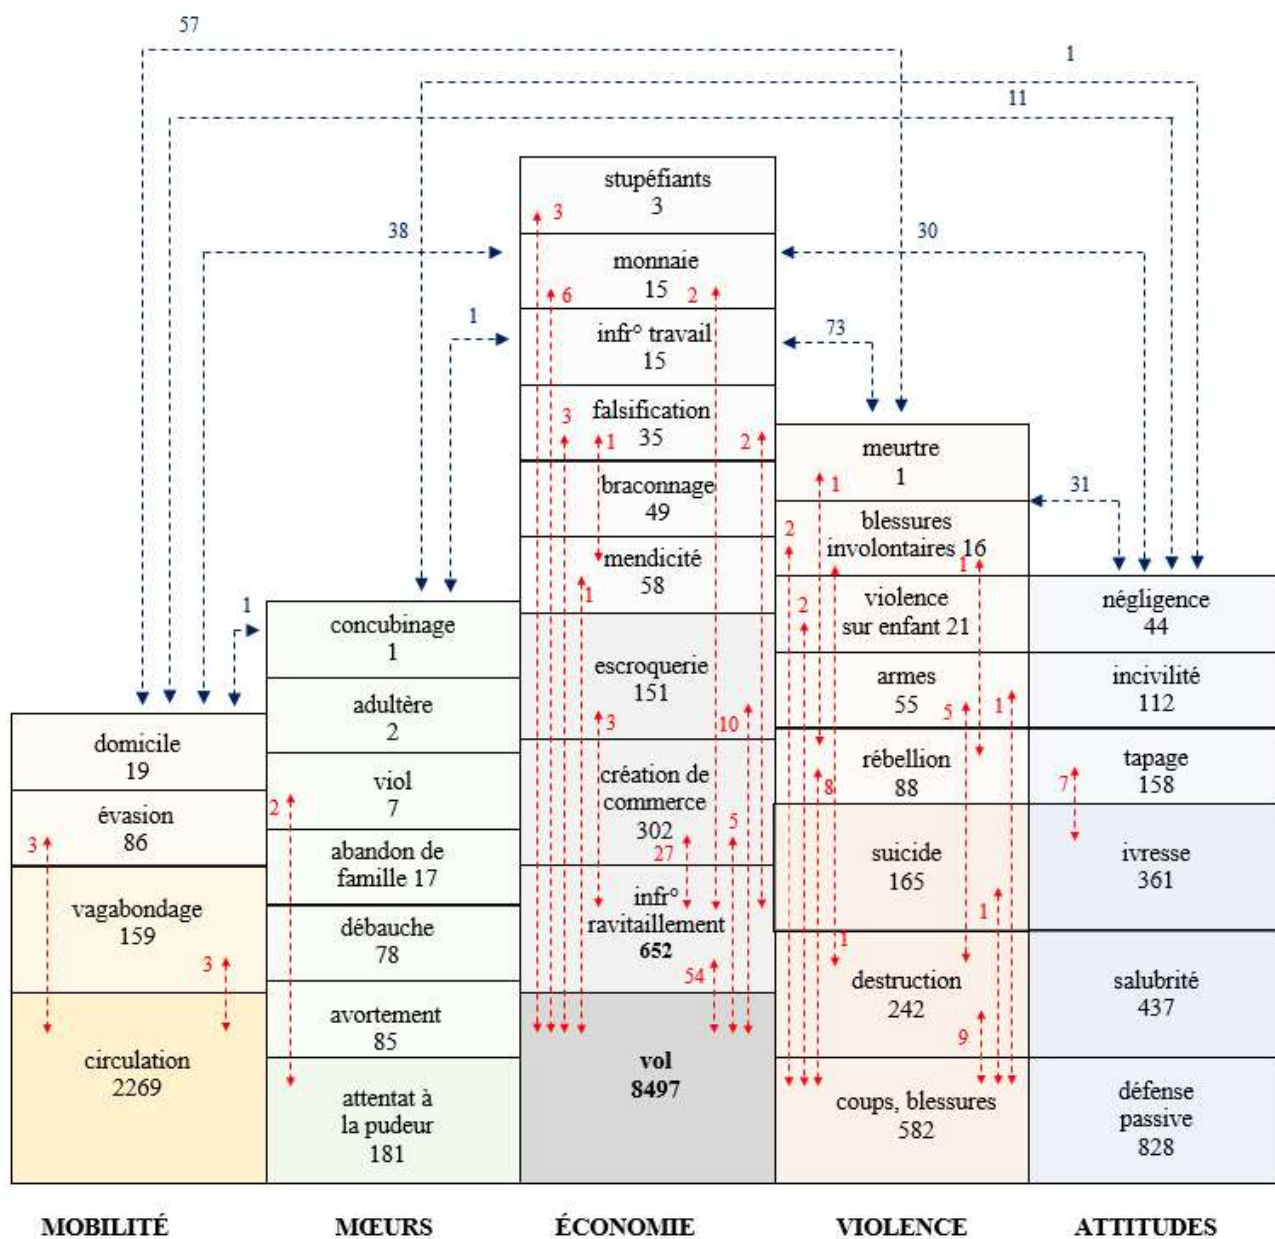 57
1
11
38
30
1
73
31
1
stupéfiants
3
monnaie
15
infr° travail
15
falsification
35
braconnage
49
mendicité
58
escroquerie
151
création de
commerce
302
infr°
ravitaillement
652
vol
8497
3
6
2
3
1
2
1
3
10
5
27
54
domicile
19
évasion
86
vagabondage
159
circulation
2269
3
3
concubinage
1
adultère
2
viol
7
abandon de
famille 17
débauche
78
avortement
85
attentat à
la pudeur
181
2
meurtre
1
blessures
involontaires 16
violence
sur enfant 21
armes
55
rébellion
88
suicide
165
destruction
242
coups, blessures
582
1
2
1
2
5
1
8
1
1
9
négligence
44
incivilité
112
tapage
158
ivresse
361
salubrité
437
défense
passive
828
7
MOBILITÉ MŒURS ÉCONOMIE VIOLENCE ATTITUDES